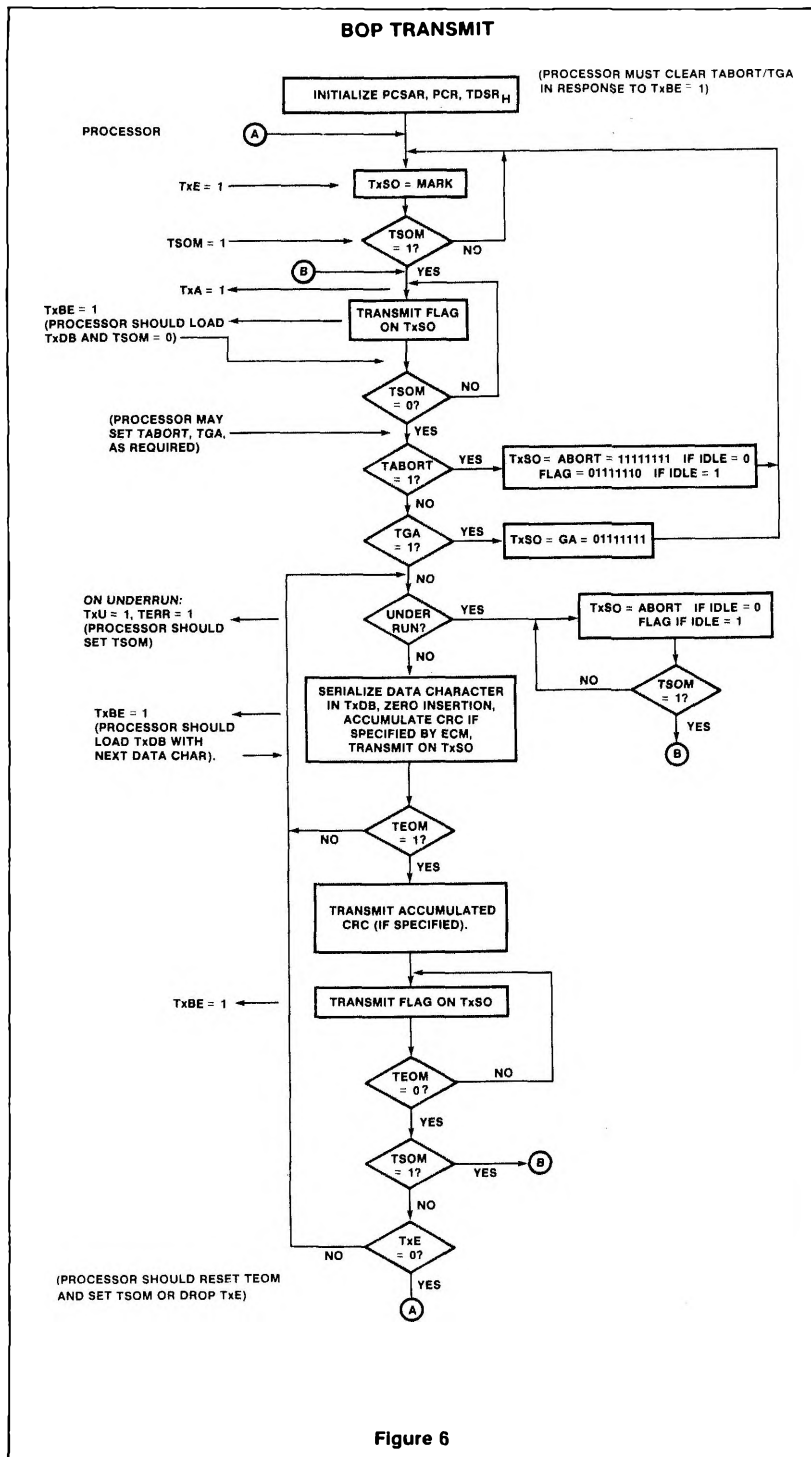 BOP TRANSMIT
(PROCESSOR MUST CLEAR TABORT/TGA
IN RESPONSE TO TxBE = 1)
INITIALIZE PCSAR, PCR, TDSRH
PROCESSOR
A
TxE = 1
TxSO = MARK
TSOM = 1
TSOM
= 1?
NO
B
YES
TxA = 1
TxBE = 1
(PROCESSOR SHOULD LOAD
TxDB AND TSOM = 0)
TRANSMIT FLAG
ON TxSO
TSOM
= 0?
NO
YES
(PROCESSOR MAY
SET TABORT, TGA,
AS REQUIRED)
TABORT
= 1?
YES
TxSO = ABORT = 11111111 IF IDLE = 0
FLAG = 01111110 IF IDLE = 1
NO
TGA
= 1?
YES
TxSO = GA = 01111111
NO
ON UNDERRUN:
TxU = 1, TERR = 1
(PROCESSOR SHOULD
SET TSOM)
UNDER
RUN?
YES
TxSO = ABORT IF IDLE = 0
FLAG IF IDLE = 1
NO
NO
TSOM
= 1?
YES
B
SERIALIZE DATA CHARACTER
IN TxDB, ZERO INSERTION,
ACCUMULATE CRC IF
SPECIFIED BY ECM,
TRANSMIT ON TxSO
TxBE = 1
(PROCESSOR SHOULD
LOAD TxDB WITH
NEXT DATA CHAR).
TEOM
= 1?
NO
YES
TRANSMIT ACCUMULATED
CRC (IF SPECIFIED).
TxBE = 1
TRANSMIT FLAG ON TxSO
TEOM
= 0?
NO
YES
TSOM
= 1?
YES
B
NO
TxE
= 0?
NO
YES
(PROCESSOR SHOULD RESET TEOM
AND SET TSOM OR DROP TxE)
A
Figure 6